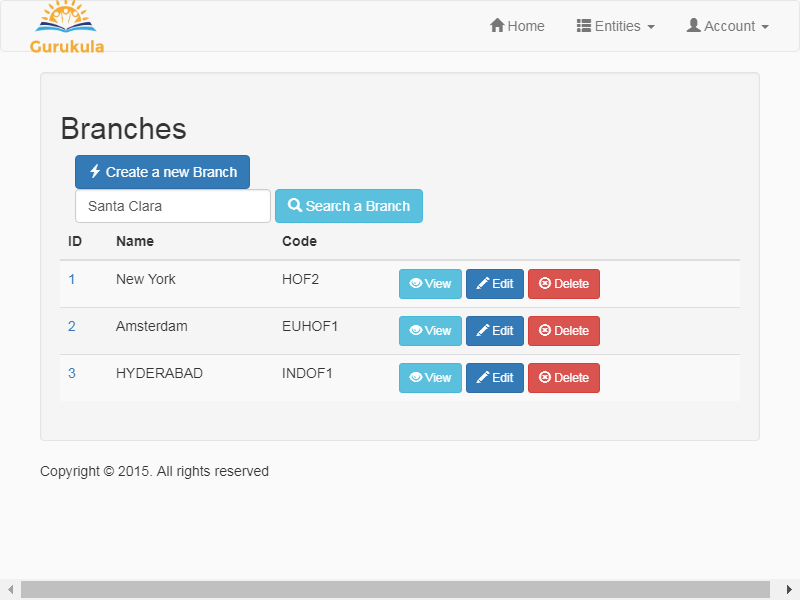 Gurukula
Home Entities Account
Branches
Create a new Branch
Santa Clara Search a Branch
ID Name Code
1 New York HOF2 View Edit Delete
2 Amsterdam EUHOF1 View Edit Delete
3 HYDERABAD INDOF1 View Edit Delete
Copyright © 2015. All rights reserved